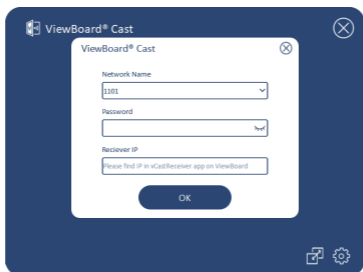 ViewBoard® Cast
ViewBoard® Cast
Network Name
1101
Password
Reciever IP
Please find IP in vCastReceiver app on ViewBoard
OK